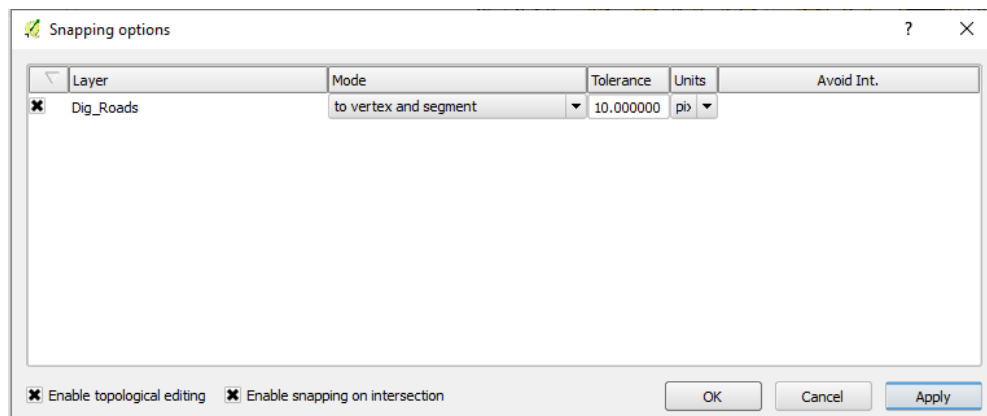 Snapping options ?
Layer Mode Tolerance Units Avoid Int.
Dig_Roads to vertex and segment 10.000000 pix
Enable topological editing Enable snapping on intersection OK Cancel Apply